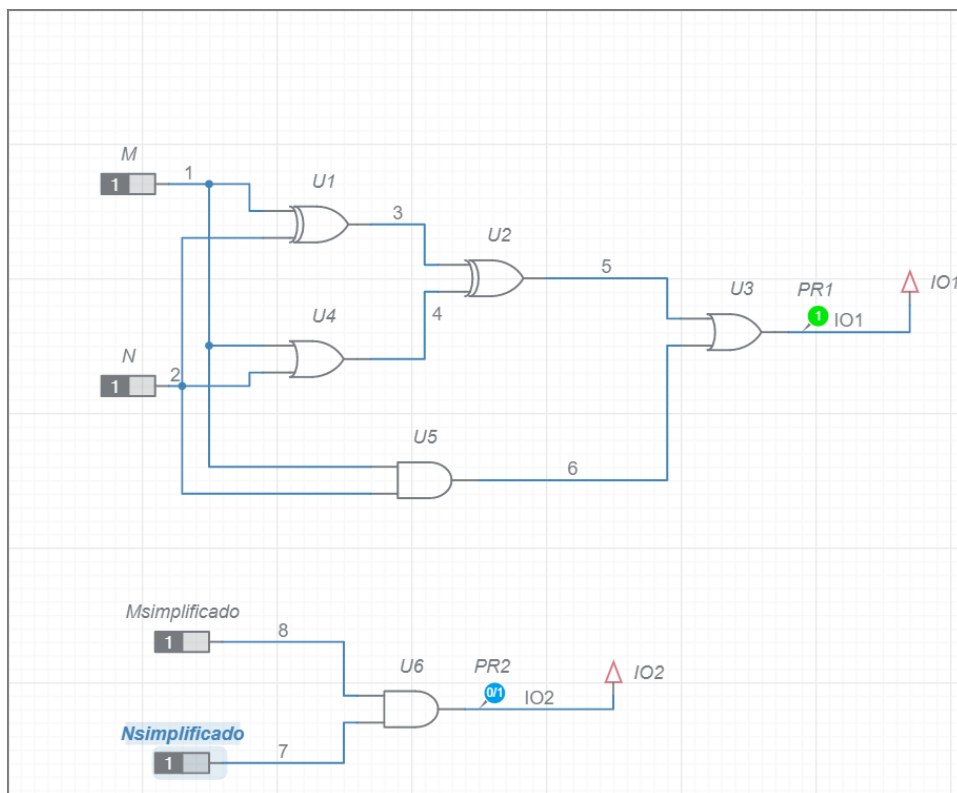 M
1
1
U1
3
U2
5
U3
PR1
1
IO1
IO1
4
U4
N
2
1
U5
6
Msimplificado
1
8
U6
PR2
0/1
IO2
IO2
Nsimplificado
1
7